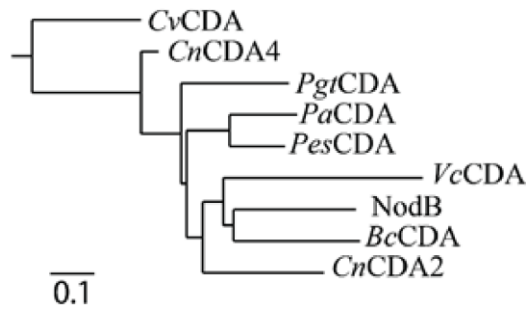 CvCDA
CnCDA4
PgtCDA
PaCDA
PesCDA
VcCDA
NodB
BcCDA
CnCDA2
0.1